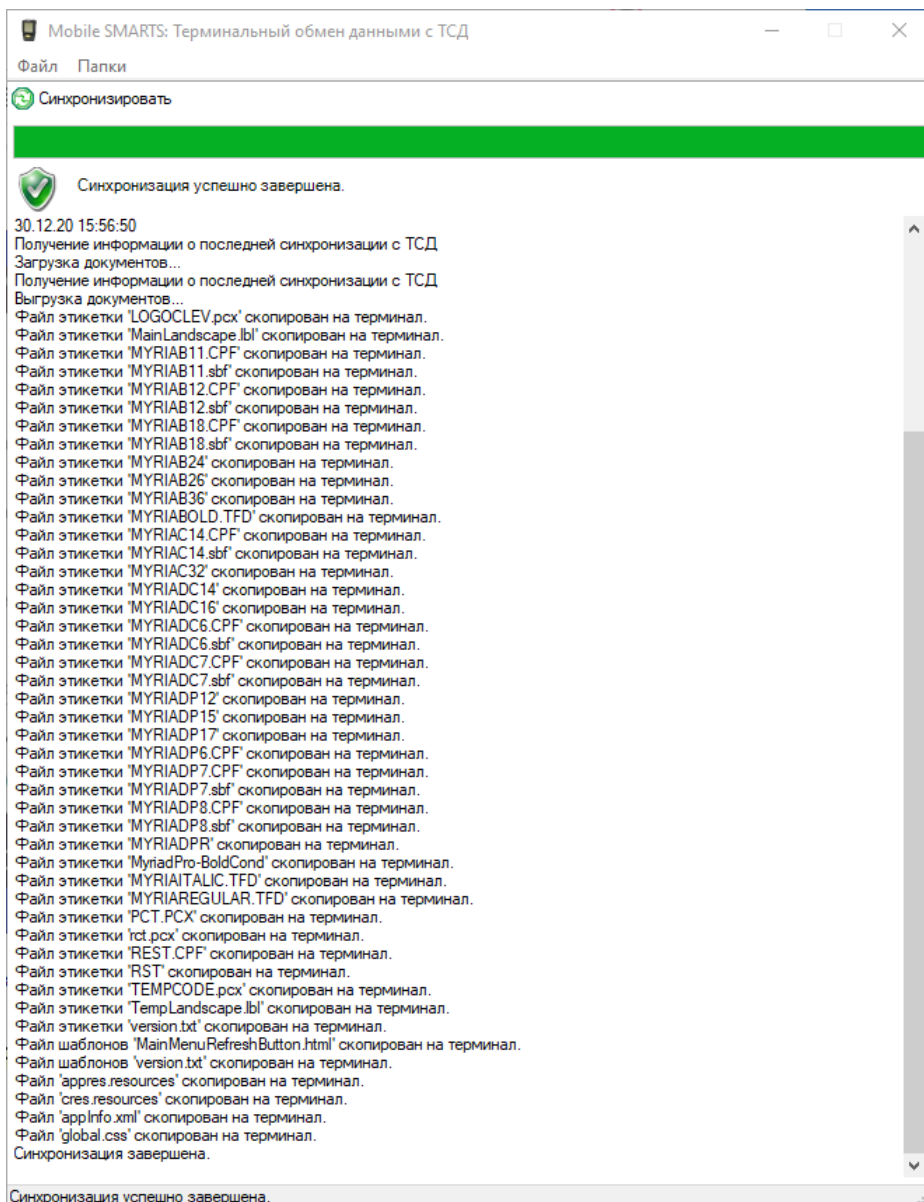 Mobile SMARTS: Терминальный обмен данными с ТСД
Файл Папки
Синхронизировать
Синхронизация успешно завершена.
30.12.20 15:56:50
Получение информации о последней синхронизации с ТСД
Загрузка документов...
Получение информации о последней синхронизации с ТСД
Выгрузка документов...
Файл этикетки 'LOGOCLEV.pcx' скопирован на терминал.
Файл этикетки 'MainLandscape.lbl' скопирован на терминал.
Файл этикетки 'MYRIAB11.CPF' скопирован на терминал.
Файл этикетки 'MYRIAB11.sbf' скопирован на терминал.
Файл этикетки 'MYRIAB12.CPF' скопирован на терминал.
Файл этикетки 'MYRIAB12.sbf' скопирован на терминал.
Файл этикетки 'MYRIAB18.CPF' скопирован на терминал.
Файл этикетки 'MYRIAB18.sbf' скопирован на терминал.
Файл этикетки 'MYRIAB24' скопирован на терминал.
Файл этикетки 'MYRIAB26' скопирован на терминал.
Файл этикетки 'MYRIAB36' скопирован на терминал.
Файл этикетки 'MYRIABOLD.TFD' скопирован на терминал.
Файл этикетки 'MYRIAC14.CPF' скопирован на терминал.
Файл этикетки 'MYRIAC14.sbf' скопирован на терминал.
Файл этикетки 'MYRIAC32' скопирован на терминал.
Файл этикетки 'MYRIADC14' скопирован на терминал.
Файл этикетки 'MYRIADC16' скопирован на терминал.
Файл этикетки 'MYRIADC6.CPF' скопирован на терминал.
Файл этикетки 'MYRIADC6.sbf' скопирован на терминал.
Файл этикетки 'MYRIADC7.CPF' скопирован на терминал.
Файл этикетки 'MYRIADC7.sbf' скопирован на терминал.
Файл этикетки 'MYRIADP12' скопирован на терминал.
Файл этикетки 'MYRIADP15' скопирован на терминал.
Файл этикетки 'MYRIADP17' скопирован на терминал.
Файл этикетки 'MYRIADP6.CPF' скопирован на терминал.
Файл этикетки 'MYRIADP7.CPF' скопирован на терминал.
Файл этикетки 'MYRIADP7.sbf' скопирован на терминал.
Файл этикетки 'MYRIADP8.CPF' скопирован на терминал.
Файл этикетки 'MYRIADP8.sbf' скопирован на терминал.
Файл этикетки 'MYRIADPR' скопирован на терминал.
Файл этикетки 'MyriadPro-BoldCond' скопирован на терминал.
Файл этикетки 'MYRIAITALIC.TFD' скопирован на терминал.
Файл этикетки 'MYRIAREGULAR.TFD' скопирован на терминал.
Файл этикетки 'PCT.PCX' скопирован на терминал.
Файл этикетки 'rct.pcx' скопирован на терминал.
Файл этикетки 'REST.CPF' скопирован на терминал.
Файл этикетки 'RST' скопирован на терминал.
Файл этикетки 'TEMPCODE.pcx' скопирован на терминал.
Файл этикетки 'TempLandscape.lbl' скопирован на терминал.
Файл этикетки 'version.txt' скопирован на терминал.
Файл шаблонов 'MainMenuRefreshButton.html' скопирован на терминал.
Файл шаблонов 'version.txt' скопирован на терминал.
Файл 'appres.resources' скопирован на терминал.
Файл 'cres.resources' скопирован на терминал.
Файл 'appInfo.xml' скопирован на терминал.
Файл 'global.css' скопирован на терминал.
Синхронизация завершена.
Синхронизация успешно завершена.